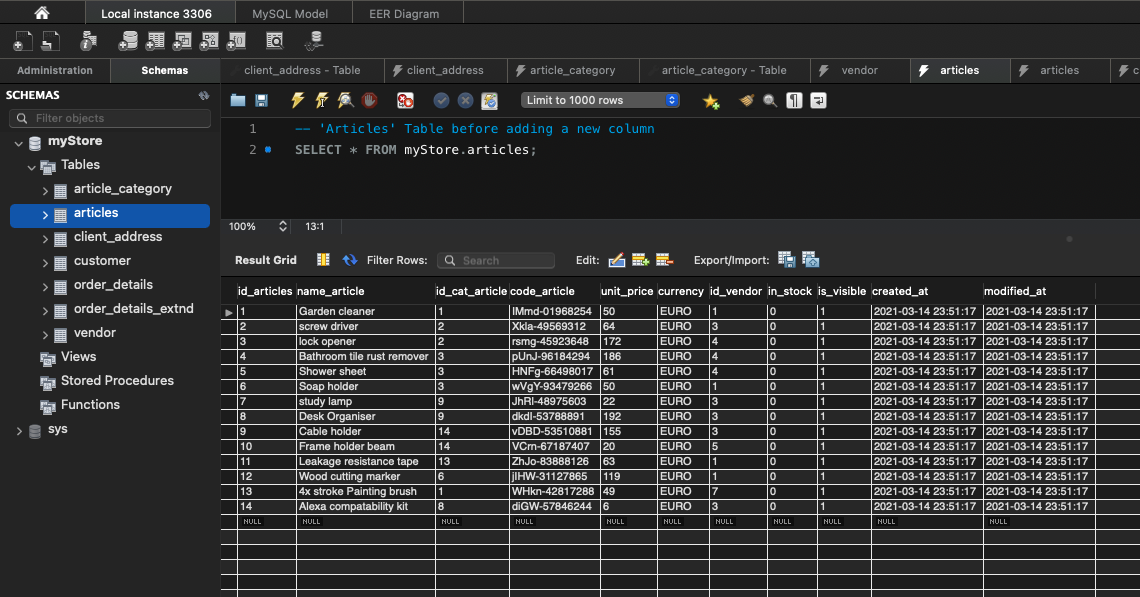 Local instance 3306 MySQL Model EER Diagram
Administration Schemas client_address - Table client_address article_category article_category - Table vendor articles articles c
SCHEMAS
Limit to 1000 rows
Filter objects
myStore
Tables
article_category
articles
client_address
customer
order_details
order_details_extnd
vendor
Views
Stored Procedures
Functions
sys
1 -- 'Articles' Table before adding a new column
2 SELECT * FROM myStore.articles;
100% 13:1
Result Grid Filter Rows: Search Edit: Export/Import:
id_articles name_article id_cat_article code_article unit_price currency id_vendor in_stock is_visible created_at modified_at
1 Garden cleaner 1 IMmd-01968254 50 EURO 1 0 1 2021-03-14 23:51:17 2021-03-14 23:51:17
2 screw driver 2 Xkla-49569312 64 EURO 3 0 1 2021-03-14 23:51:17 2021-03-14 23:51:17
3 lock opener 2 rsmg-45923648 172 EURO 4 0 1 2021-03-14 23:51:17 2021-03-14 23:51:17
4 Bathroom tile rust remover 3 pUnJ-96184294 186 EURO 4 0 1 2021-03-14 23:51:17 2021-03-14 23:51:17
5 Shower sheet 3 HNFg-66498017 61 EURO 4 0 1 2021-03-14 23:51:17 2021-03-14 23:51:17
6 Soap holder 3 wVgY-93479266 50 EURO 1 0 1 2021-03-14 23:51:17 2021-03-14 23:51:17
7 study lamp 9 JhRl-48975603 22 EURO 3 0 1 2021-03-14 23:51:17 2021-03-14 23:51:17
8 Desk Organiser 9 dkdl-53788891 192 EURO 3 0 1 2021-03-14 23:51:17 2021-03-14 23:51:17
9 Cable holder 14 vDBD-53510881 155 EURO 3 0 1 2021-03-14 23:51:17 2021-03-14 23:51:17
10 Frame holder beam 14 VCrn-67187407 20 EURO 5 0 1 2021-03-14 23:51:17 2021-03-14 23:51:17
11 Leakage resistance tape 13 ZhJo-83888126 63 EURO 1 0 1 2021-03-14 23:51:17 2021-03-14 23:51:17
12 Wood cutting marker 6 jIHW-31127865 119 EURO 1 0 1 2021-03-14 23:51:17 2021-03-14 23:51:17
13 4x stroke Painting brush 1 WHkn-42817288 49 EURO 7 0 1 2021-03-14 23:51:17 2021-03-14 23:51:17
14 Alexa compatability kit 8 diGW-57846244 6 EURO 3 0 1 2021-03-14 23:51:17 2021-03-14 23:51:17
NULL NULL NULL NULL NULL NULL NULL NULL NULL NULL NULL